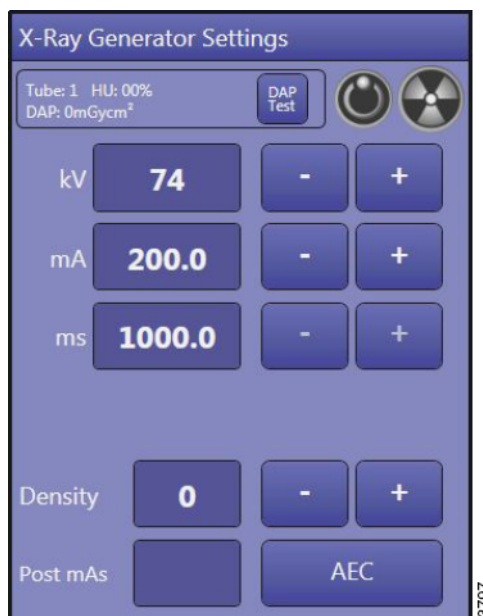 X-Ray Generator Settings
Tube: 1 HU: 00%
DAP: 0mGycm²
DAP
Test
kV 74 - +
mA 200.0 - +
ms 1000.0 - +
Density 0 - +
Post mAs AEC